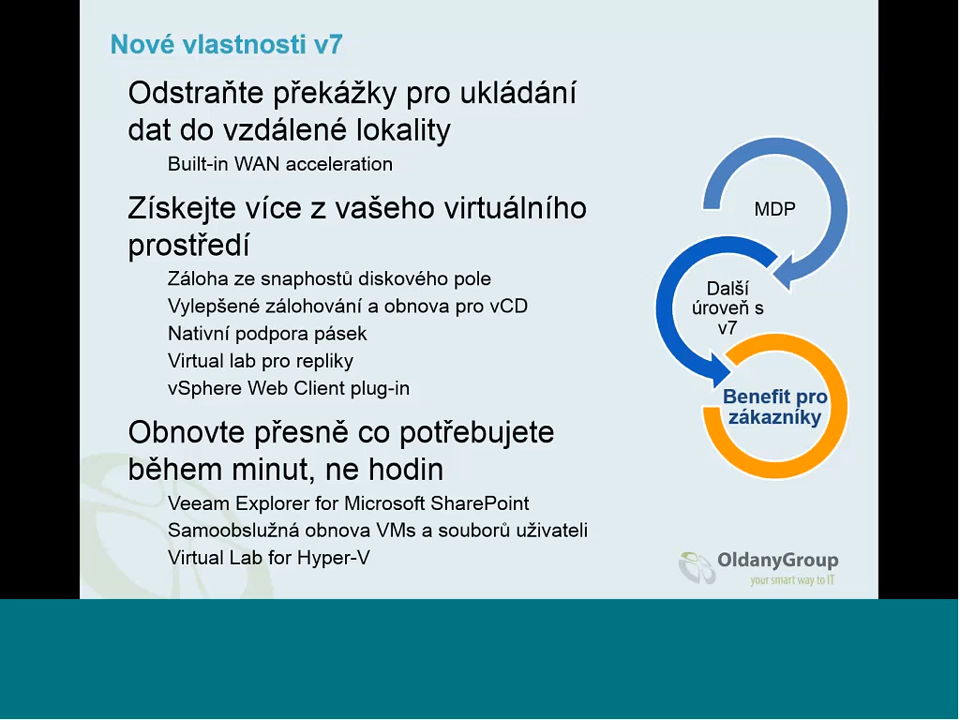 Nové vlastnosti v7
Odstraňte překážky pro ukládání
dat do vzdálené lokality
Built-in WAN acceleration
Získejte více z vašeho virtuálního
prostředí
Záloha ze snaphostů diskového pole
Vylepšené zálohování a obnova pro vCD
Nativní podpora pásek
Virtual lab pro repliky
vSphere Web Client plug-in
Obnovte přesně co potřebujete
během minut, ne hodin
Veeam Explorer for Microsoft SharePoint
Samoobslužná obnova VMs a souborů uživateli
Virtual Lab for Hyper-V
MDP
Další
úroveň s
v7
Benefit pro
zákazníky
OldanyGroup
your smart way to IT